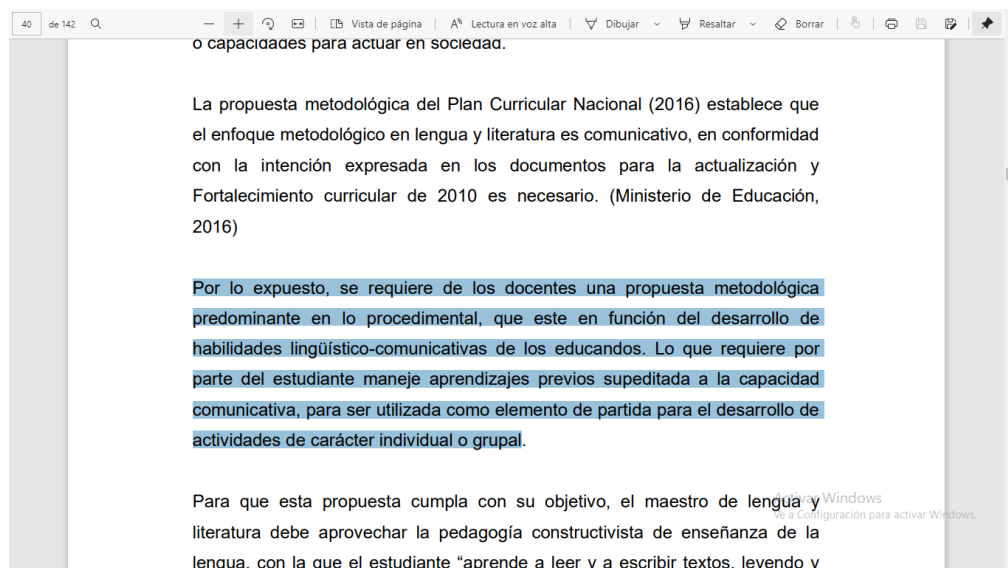 40 de 142 Vista de página Lectura en voz alta Dibujar Resaltar Borrar
o capacidades para actuar en sociedad.
La propuesta metodológica del Plan Curricular Nacional (2016) establece que
el enfoque metodológico en lengua y literatura es comunicativo, en conformidad
con la intención expresada en los documentos para la actualización y
Fortalecimiento curricular de 2010 es necesario. (Ministerio de Educación,
2016)
Por lo expuesto, se requiere de los docentes una propuesta metodológica
predominante en lo procedimental, que este en función del desarrollo de
habilidades lingüístico-comunicativas de los educandos. Lo que requiere por
parte del estudiante maneje aprendizajes previos supeditada a la capacidad
comunicativa, para ser utilizada como elemento de partida para el desarrollo de
actividades de carácter individual o grupal.
Para que esta propuesta cumpla con su objetivo, el maestro de lengua y
Activar Windows
Ve a Configuración para activar Windows.
literatura debe aprovechar la pedagogía constructivista de enseñanza de la
lengua, con la que el estudiante “aprende a leer y a escribir textos, leyendo y